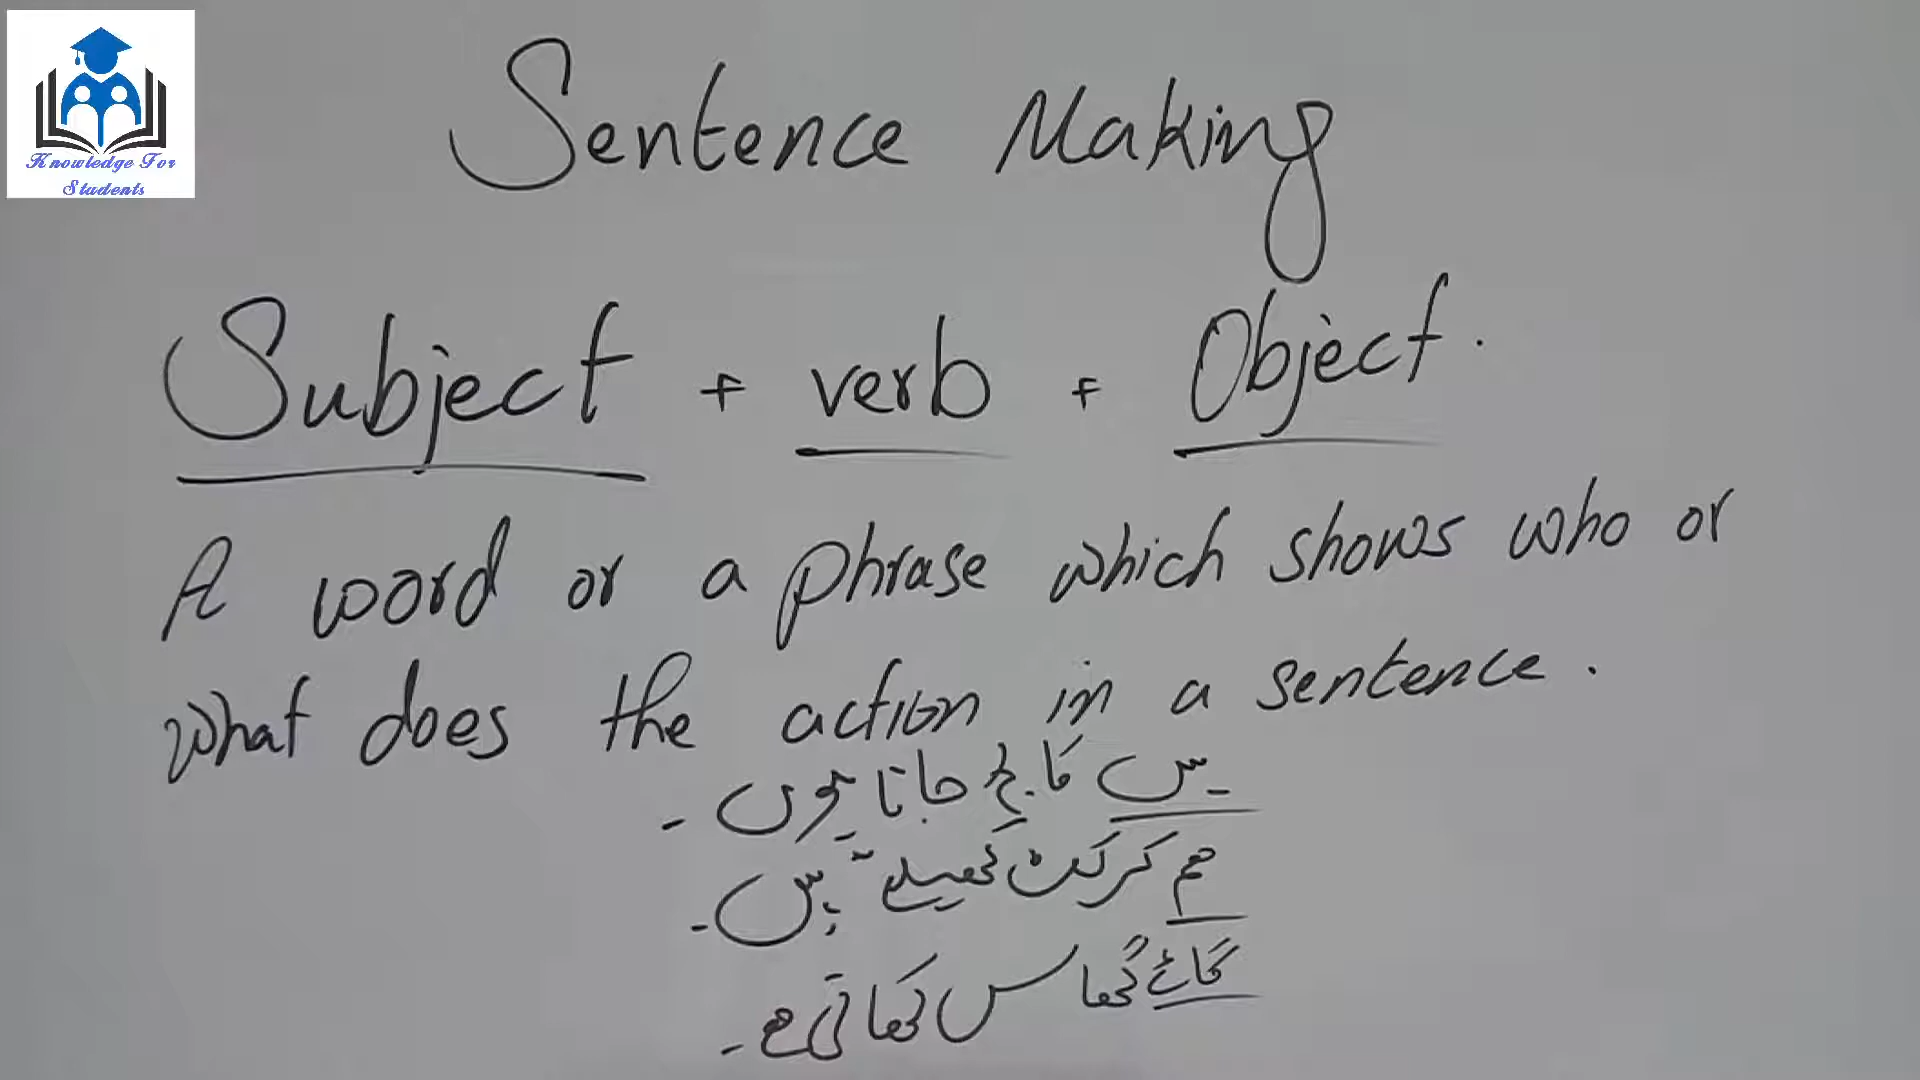 Knowledge For
Students
Sentence Making
Subject + verb + Object.
A word or a phrase which shows who or
what does the action in a sentence.
میں کالج جاتا ہوں۔
ہم کرکٹ کھیلتے ہیں۔
گائے گھاس کھاتی ہے۔